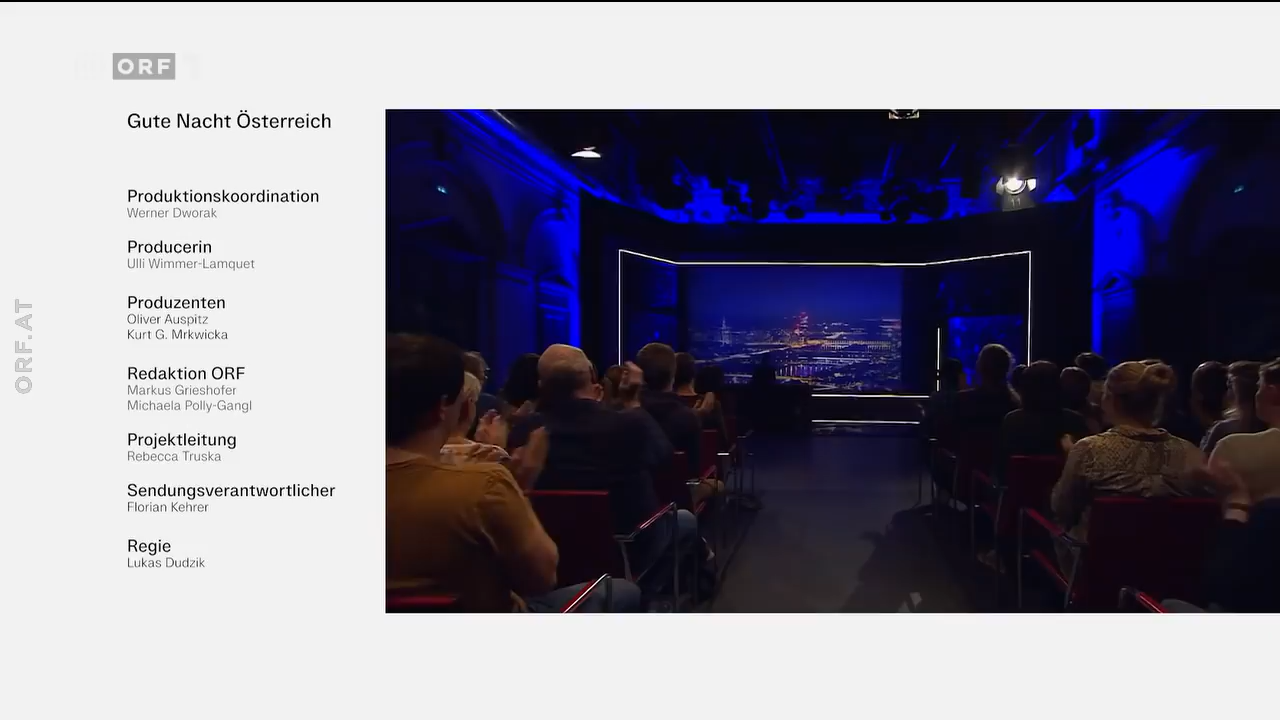 ORF
Gute Nacht Österreich
Produktionskoordination
Werner Dworak
Producerin
Ulli Wimmer-Lamquet
Produzenten
Oliver Auspitz
Kurt G. Mrkwicka
Redaktion ORF
Markus Grieshofer
Michaela Polly-Gangl
Projektleitung
Rebecca Truska
Sendungsverantwortlicher
Florian Kehrer
Regie
Lukas Dudzik
ORF.AT